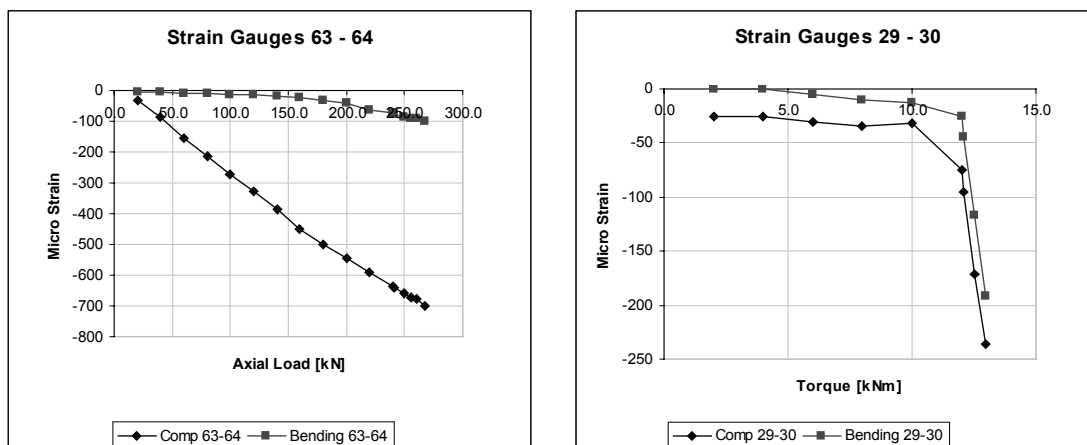 Strain Gauges 63 - 64
0
-100
-200
-300
-400
-500
-600
-700
-800
0.0 50.0 100.0 150.0 200.0 250.0 300.0
Micro Strain
Axial Load [kN]
Comp 63-64 Bending 63-64
Strain Gauges 29 - 30
0
-50
-100
-150
-200
-250
0.0 5.0 10.0 15.0
Micro Strain
Torque [kNm]
Comp 29-30 Bending 29-30